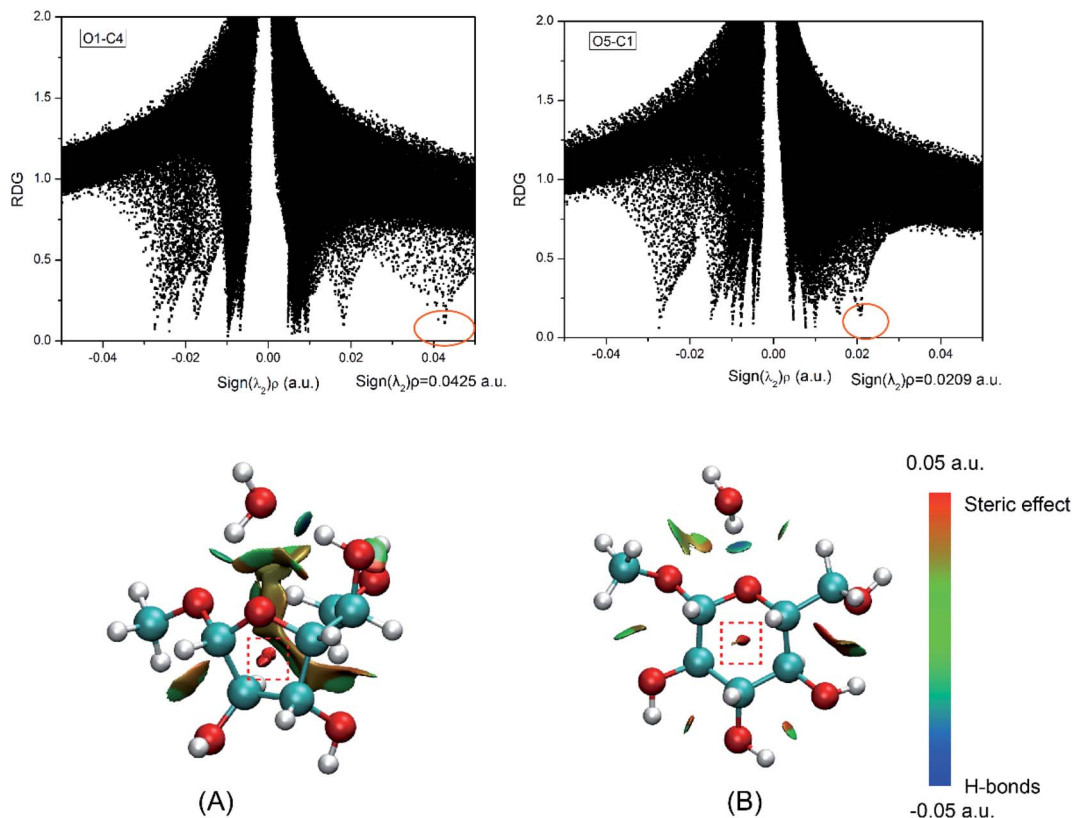 O1-C4
RDG
2.0
1.5
1.0
0.5
0.0
-0.04
-0.02
0.00
0.02
0.04
Sign(λ₂)ρ (a.u.)
Sign(λ₂)ρ=0.0425 a.u.
O5-C1
RDG
2.0
1.5
1.0
0.5
0.0
-0.04
-0.02
0.00
0.02
0.04
Sign(λ₂)ρ (a.u.)
Sign(λ₂)ρ=0.0209 a.u.
0.05 a.u.
Steric effect
H-bonds
-0.05 a.u.
(A)
(B)